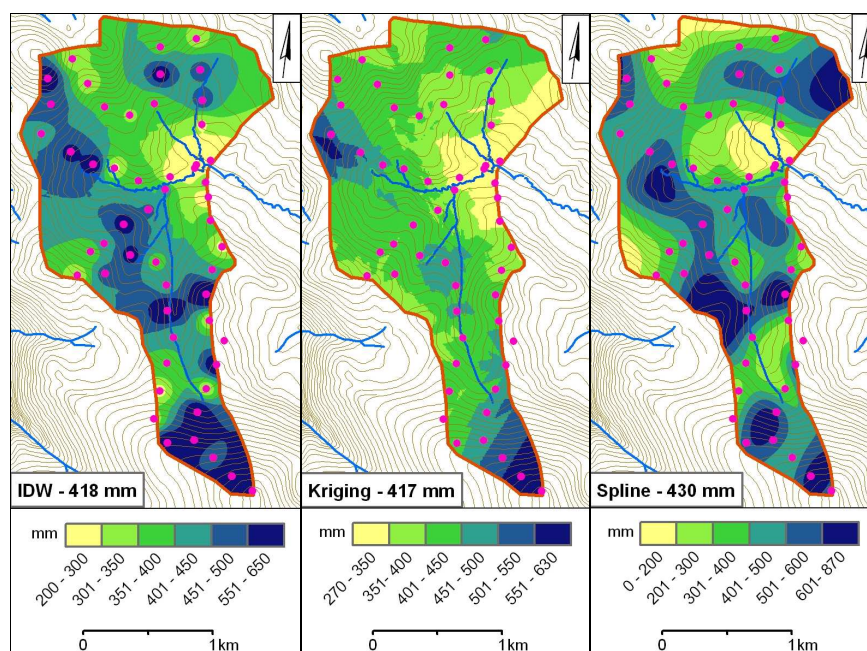 IDW - 418 mm
mm
200 - 300
301 - 350
351 - 400
401 - 450
451 - 500
551 - 650
0
1km
Kriging - 417 mm
mm
270 - 350
351 - 400
401 - 450
451 - 500
501 - 550
551 - 630
0
1km
Spline - 430 mm
mm
0 - 200
201 - 300
301 - 400
401 - 500
501 - 600
601- 870
0
1km